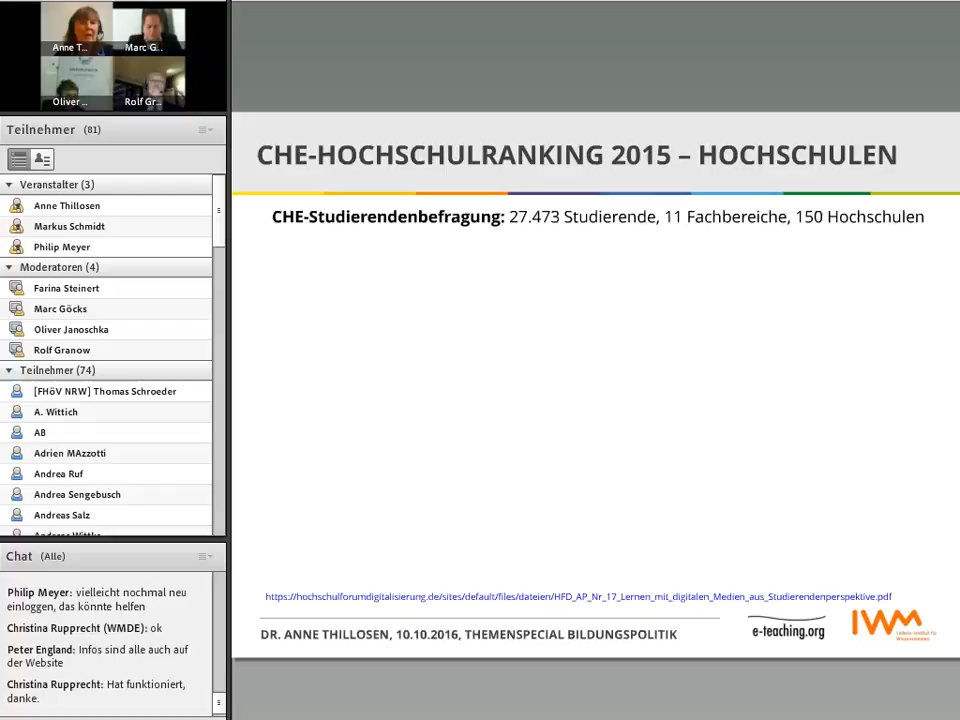 Anne T...
Marc G..
Oliver ...
Rolf Gr...
Teilnehmer (81)
Veranstalter (3)
Anne Thillosen
Markus Schmidt
Philip Meyer
Moderatoren (4)
Farina Steinert
Marc Göcks
Oliver Janoschka
Rolf Granow
Teilnehmer (74)
[FHöV NRW] Thomas Schroeder
A. Wittich
AB
Adrien MAzzotti
Andrea Ruf
Andrea Sengebusch
Andreas Salz
Chat (Alle)
Philip Meyer: vielleicht nochmal neu
einloggen, das könnte helfen
Christina Rupprecht (WMDE): ok
Peter England: Infos sind alle auch auf
der Website
Christina Rupprecht: Hat funktioniert,
danke.
CHE-HOCHSCHULRANKING 2015 – HOCHSCHULEN
CHE-Studierendenbefragung: 27.473 Studierende, 11 Fachbereiche, 150 Hochschulen
https://hochschulforumdigitalisierung.de/sites/default/files/dateien/HFD_AP_Nr_17_Lernen_mit_digitalen_Medien_aus_Studierendenperspektive.pdf
DR. ANNE THILLOSEN, 10.10.2016, THEMENSPECIAL BILDUNGSPOLITIK
e-teaching.org
IWM